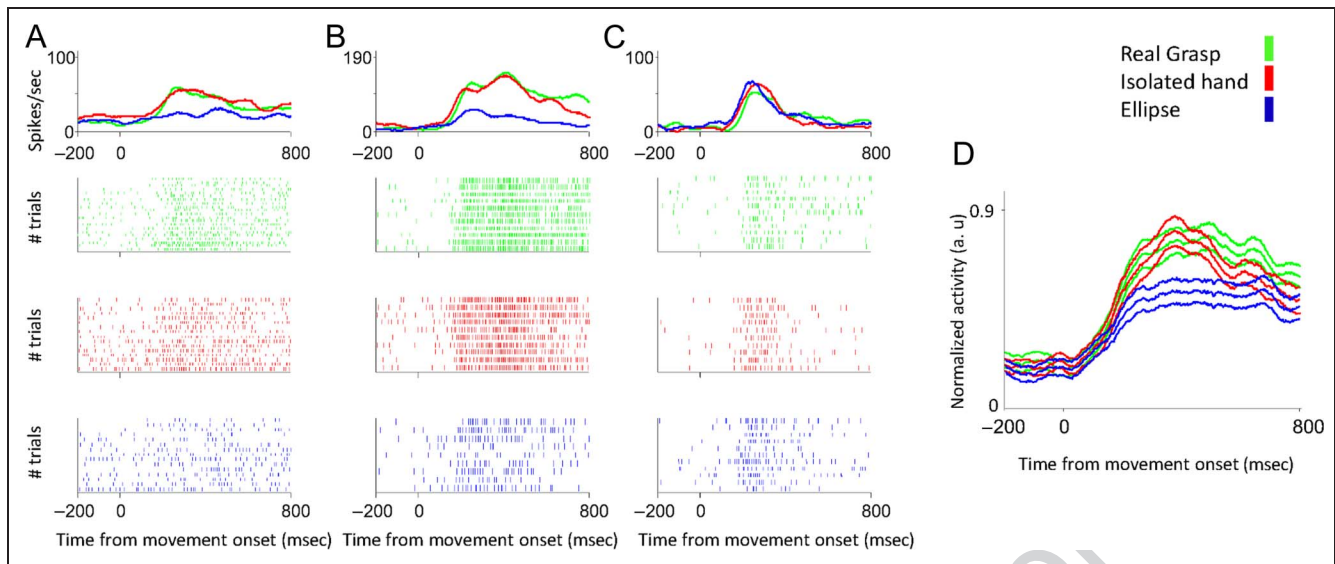 A
B
C
D
Real Grasp
Isolated hand
Ellipse
Spikes/sec
100
0
−200 0 800
190
0
−200 0 800
100
0
−200 0 800
# trials
# trials
# trials
−200 0 800
−200 0 800
−200 0 800
Time from movement onset (msec)
Time from movement onset (msec)
Time from movement onset (msec)
Normalized activity (a. u)
0.9
0
−200 0 800
Time from movement onset (msec)